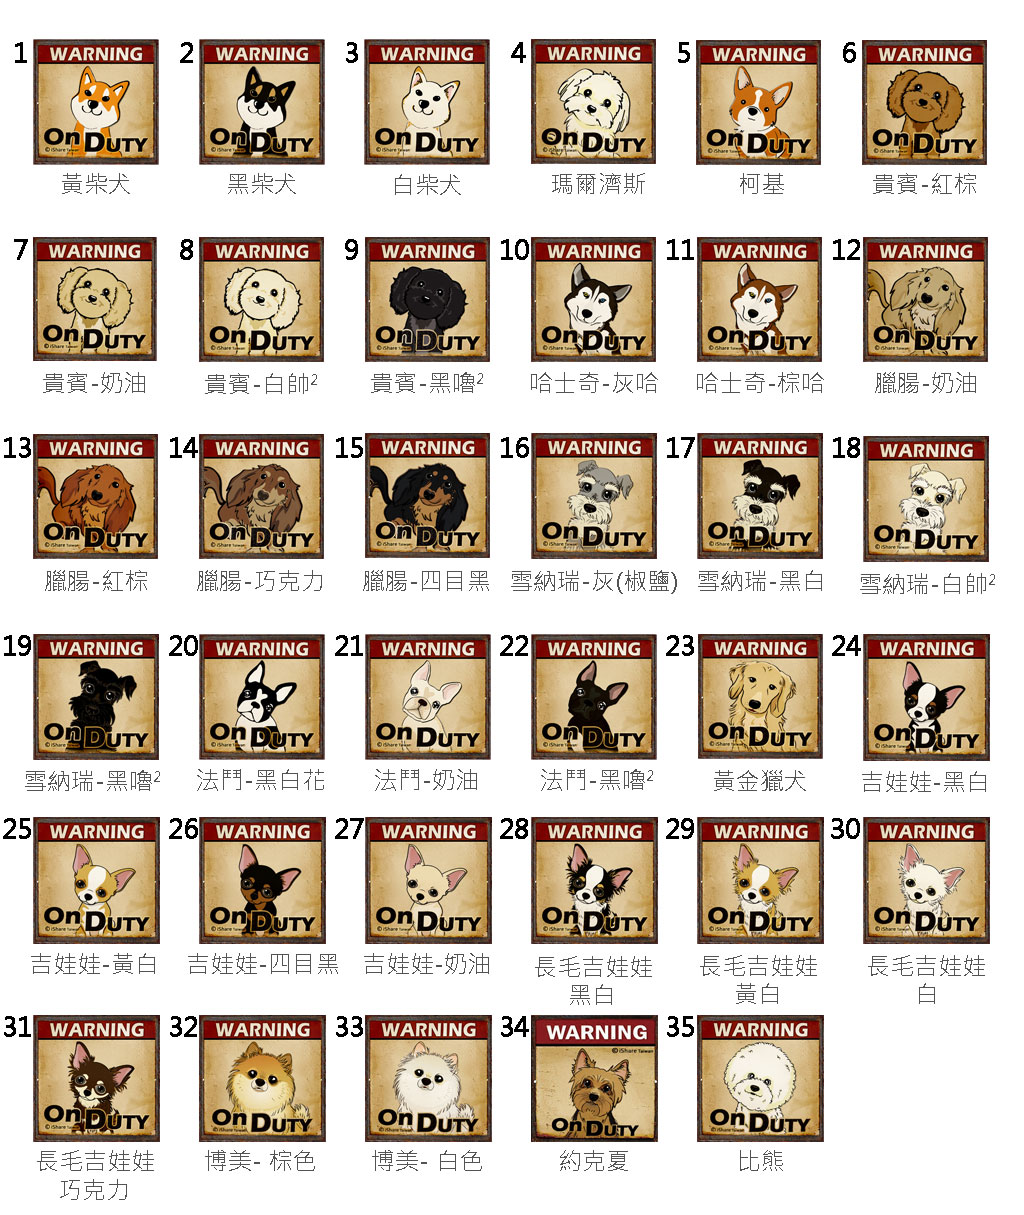 1 WARNING On DUTY © iShare Taiwan
黃柴犬
2 WARNING On DUTY © iShare Taiwan
黑柴犬
3 WARNING On DUTY © iShare Taiwan
白柴犬
4 WARNING On DUTY © iShare Taiwan
瑪爾濟斯
5 WARNING On DUTY © iShare Taiwan
柯基
6 WARNING On DUTY © iShare Taiwan
貴賓-紅棕
7 WARNING On DUTY © iShare Taiwan
貴賓-奶油
8 WARNING On DUTY © iShare Taiwan
貴賓-白帥²
9 WARNING On DUTY © iShare Taiwan
貴賓-黑嚕²
10 WARNING On DUTY © iShare Taiwan
哈士奇-灰哈
11 WARNING On DUTY © iShare Taiwan
哈士奇-棕哈
12 WARNING On DUTY © iShare Taiwan
臘腸-奶油
13 WARNING On DUTY © iShare Taiwan
臘腸-紅棕
14 WARNING On DUTY © iShare Taiwan
臘腸-巧克力
15 WARNING On DUTY © iShare Taiwan
臘腸-四目黑
16 WARNING On DUTY © iShare Taiwan
雪納瑞-灰(椒鹽)
17 WARNING On DUTY © iShare Taiwan
雪納瑞-黑白
18 WARNING On DUTY © iShare Taiwan
雪納瑞-白帥²
19 WARNING On DUTY © iShare Taiwan
雪納瑞-黑嚕²
20 WARNING On DUTY © iShare Taiwan
法鬥-黑白花
21 WARNING On DUTY © iShare Taiwan
法鬥-奶油
22 WARNING On DUTY © iShare Taiwan
法鬥-黑嚕²
23 WARNING On DUTY © iShare Taiwan
黃金獵犬
24 WARNING On DUTY © iShare Taiwan
吉娃娃-黑白
25 WARNING On DUTY © iShare Taiwan
吉娃娃-黃白
26 WARNING On DUTY © iShare Taiwan
吉娃娃-四目黑
27 WARNING On DUTY © iShare Taiwan
吉娃娃-奶油
28 WARNING On DUTY © iShare Taiwan
長毛吉娃娃
黑白
29 WARNING On DUTY © iShare Taiwan
長毛吉娃娃
黃白
30 WARNING On DUTY © iShare Taiwan
長毛吉娃娃
白
31 WARNING On DUTY © iShare Taiwan
長毛吉娃娃
巧克力
32 WARNING On DUTY © iShare Taiwan
博美- 棕色
33 WARNING On DUTY © iShare Taiwan
博美- 白色
34 WARNING © iShare Taiwan On DUTY
約克夏
35 WARNING On DUTY © iShare Taiwan
比熊